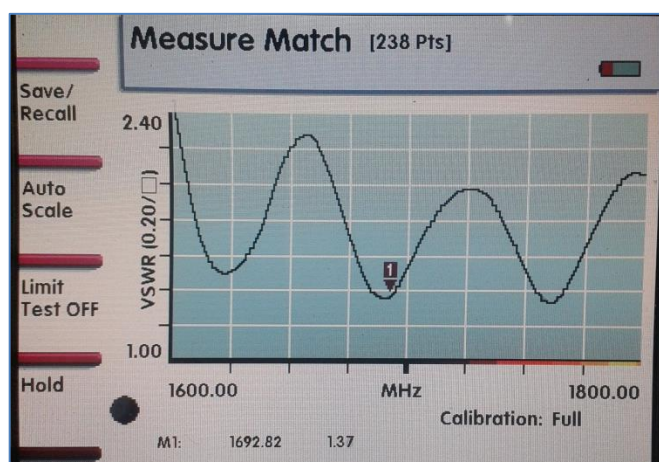 Measure Match [238 Pts]
Save/
Recall
Auto
Scale
Limit
Test OFF
Hold
2.40
VSWR (0.20/□)
1
1.00
1600.00 MHz 1800.00
Calibration: Full
M1: 1692.82 1.37